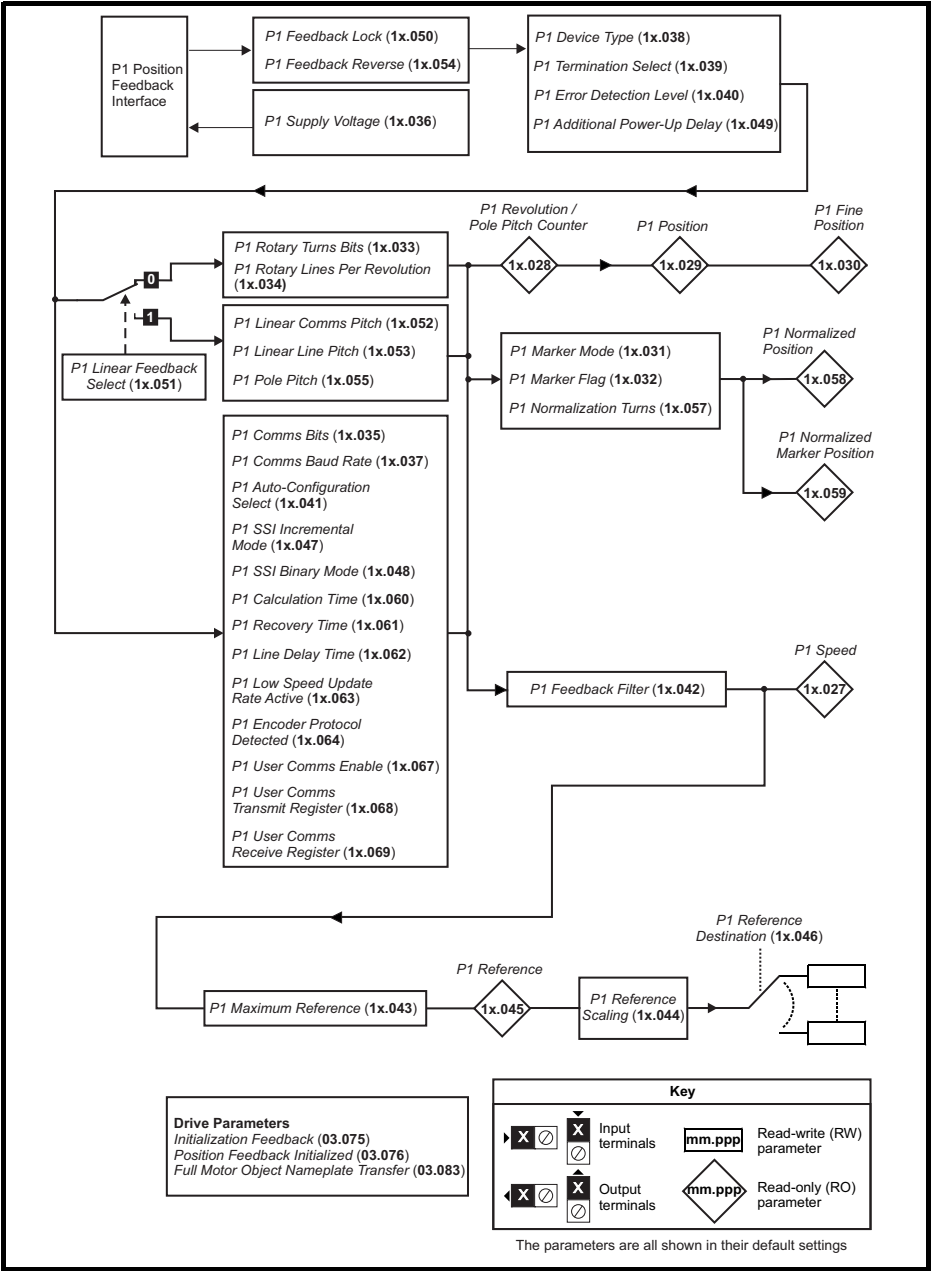 P1 Position
Feedback
Interface
P1 Feedback Lock (1x.050)
P1 Feedback Reverse (1x.054)
P1 Supply Voltage (1x.036)
P1 Device Type (1x.038)
P1 Termination Select (1x.039)
P1 Error Detection Level (1x.040)
P1 Additional Power-Up Delay (1x.049)
0
1
P1 Linear Feedback
Select (1x.051)
P1 Rotary Turns Bits (1x.033)
P1 Rotary Lines Per Revolution
(1x.034)
P1 Linear Comms Pitch (1x.052)
P1 Linear Line Pitch (1x.053)
P1 Pole Pitch (1x.055)
P1 Revolution /
Pole Pitch Counter
1x.028
P1 Position
1x.029
P1 Fine
Position
1x.030
P1 Marker Mode (1x.031)
P1 Marker Flag (1x.032)
P1 Normalization Turns (1x.057)
P1 Normalized
Position
1x.058
P1 Normalized
Marker Position
1x.059
P1 Comms Bits (1x.035)
P1 Comms Baud Rate (1x.037)
P1 Auto-Configuration
Select (1x.041)
P1 SSI Incremental
Mode (1x.047)
P1 SSI Binary Mode (1x.048)
P1 Calculation Time (1x.060)
P1 Recovery Time (1x.061)
P1 Line Delay Time (1x.062)
P1 Low Speed Update
Rate Active (1x.063)
P1 Encoder Protocol
Detected (1x.064)
P1 User Comms Enable (1x.067)
P1 User Comms
Transmit Register (1x.068)
P1 User Comms
Receive Register (1x.069)
P1 Feedback Filter (1x.042)
P1 Speed
1x.027
P1 Maximum Reference (1x.043)
P1 Reference
1x.045
P1 Reference
Scaling (1x.044)
P1 Reference
Destination (1x.046)
Drive Parameters
Initialization Feedback (03.075)
Position Feedback Initialized (03.076)
Full Motor Object Nameplate Transfer (03.083)
Key
X
X
Input
terminals
mm.ppp
Read-write (RW)
parameter
X
X
Output
terminals
mm.ppp
Read-only (RO)
parameter
The parameters are all shown in their default settings